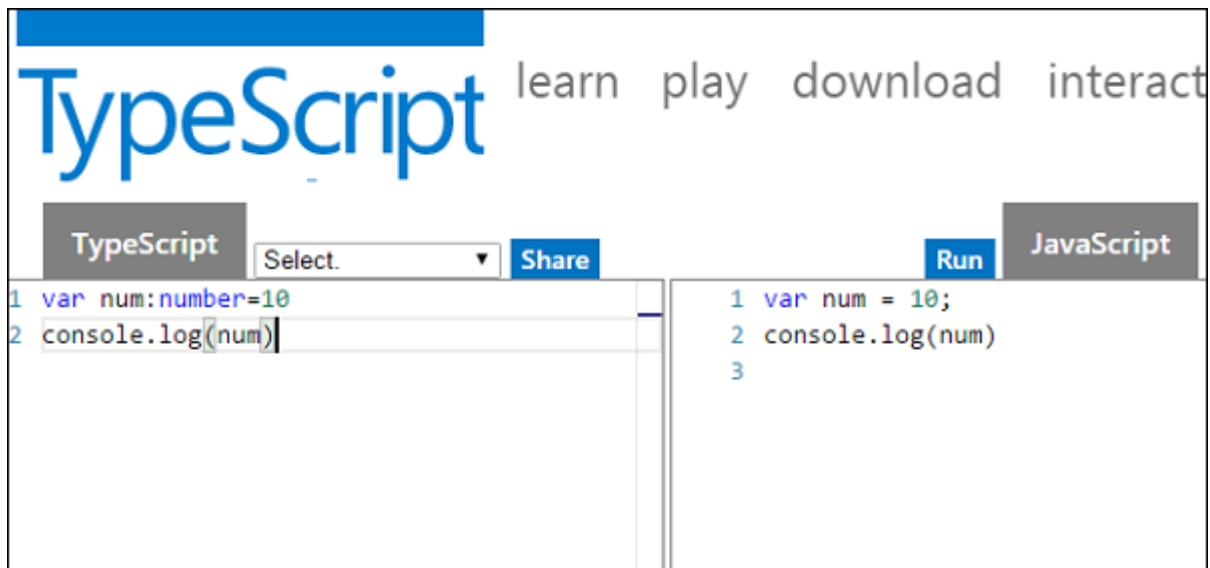 TypeScript learn play download interact
TypeScript Select. Share Run JavaScript
1 var num:number=10
2 console.log(num)
1 var num = 10;
2 console.log(num)
3